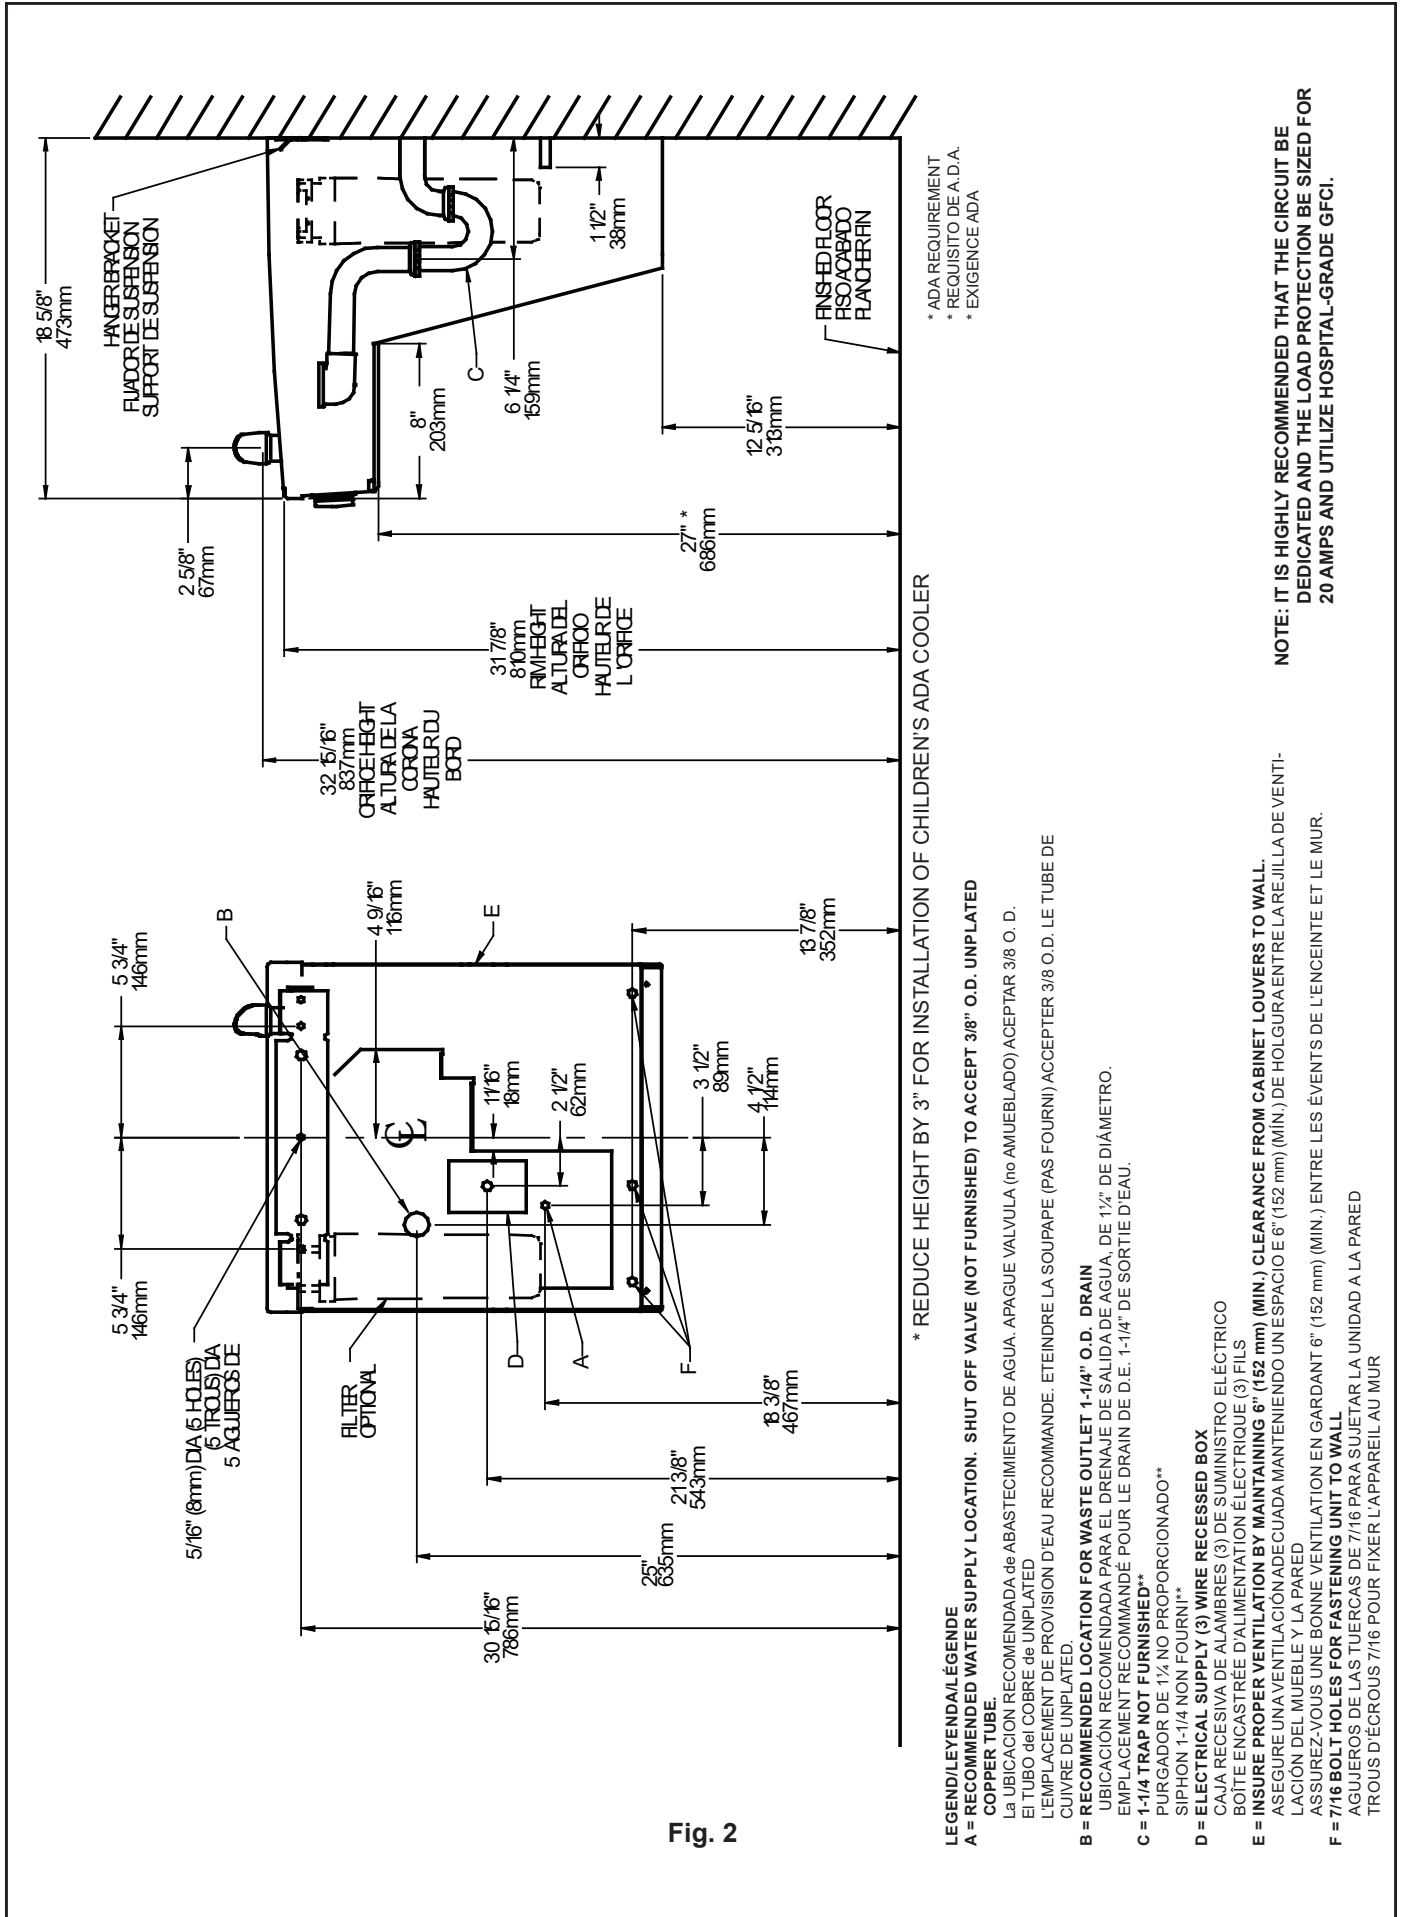 18 5/8"
473mm
HANGER BRACKET
FIJADOR DE SUSPENSIÓN
SUPPORT DE SUSPENSION
2 5/8"
67mm
1 1/2"
38mm
C
6 1/4"
159mm
8"
203mm
12 5/16"
313mm
27" *
686mm
31 7/8"
810mm
RIM HEIGHT
ALTURA DEL
ORIFICIO
HAUTEUR DE
L'ORIFICE
32 15/16"
837mm
ORIFICE HEIGHT
ALTURA DE LA
CORONA
HAUTEUR DU
BORD
FINISHED FLOOR
PISO ACABADO
PLANCHER FIN
* ADA REQUIREMENT
* REQUISITO DE A.D.A.
* EXIGENCE ADA
5 3/4"
146mm
B
4 9/16"
116mm
E
5 3/4"
146mm
CL
11/16"
18mm
2 1/2"
62mm
3 1/2"
89mm
4 1/2"
114mm
13 7/8"
352mm
5/16" (8mm) DIA (5 HOLES)
(5 TROUS) DIA
5 AGUJEROS DE
FILTER
OPTIONAL
D
A
F
18 3/8"
467mm
21 3/8"
543mm
25"
635mm
30 15/16"
786mm
* REDUCE HEIGHT BY 3" FOR INSTALLATION OF CHILDREN'S ADA COOLER
LEGEND/LEYENDA/LÉGENDE
A = RECOMMENDED WATER SUPPLY LOCATION. SHUT OFF VALVE (NOT FURNISHED) TO ACCEPT 3/8" O.D. UNPLATED
COPPER TUBE.
La UBICACION RECOMENDADA de ABASTECIMIENTO DE AGUA. APAGUE VALVULA (no AMUEBLADO) ACEPTAR 3/8 O. D.
El TUBO del COBRE de UNPLATED
L'EMPLACEMENT DE PROVISION D'EAU RECOMMANDE. ETEINDRE LA SOUPAPE (PAS FOURNI) ACCEPTER 3/8 O.D. LE TUBE DE
CUIVRE DE UNPLATED.
B = RECOMMENDED LOCATION FOR WASTE OUTLET 1-1/4" O.D. DRAIN
UBICACIÓN RECOMENDADA PARA EL DRENAJE DE SALIDA DE AGUA, DE 1¼" DE DIÁMETRO.
EMPLACEMENT RECOMMANDÉ POUR LE DRAIN DE D.E. 1-1/4" DE SORTIE D'EAU.
C = 1-1/4 TRAP NOT FURNISHED**
PURGADOR DE 1¼ NO PROPORCIONADO**
SIPHON 1-1/4 NON FOURNI**
D = ELECTRICAL SUPPLY (3) WIRE RECESSED BOX
CAJA RECESIVA DE ALAMBRES (3) DE SUMINISTRO ELÉCTRICO
BOÎTE ENCASTRÉE D'ALIMENTATION ÉLECTRIQUE (3) FILS
E = INSURE PROPER VENTILATION BY MAINTAINING 6" (152 mm) (MIN.) CLEARANCE FROM CABINET LOUVERS TO WALL.
ASEGURE UNA VENTILACIÓN ADECUADA MANTENIENDO UN ESPACIO E 6" (152 mm) (MÍN.) DE HOLGURA ENTRE LA REJILLA DE VENTI-
LACIÓN DEL MUEBLE Y LA PARED
ASSUREZ-VOUS UNE BONNE VENTILATION EN GARDANT 6" (152 mm) (MIN.) ENTRE LES ÉVENTS DE L'ENCEINTE ET LE MUR.
F = 7/16 BOLT HOLES FOR FASTENING UNIT TO WALL
AGUJEROS DE LAS TUERCAS DE 7/16 PARA SUJETAR LA UNIDAD A LA PARED
TROUS D'ÉCROUS 7/16 POUR FIXER L'APPAREIL AU MUR
NOTE: IT IS HIGHLY RECOMMENDED THAT THE CIRCUIT BE
DEDICATED AND THE LOAD PROTECTION BE SIZED FOR
20 AMPS AND UTILIZE HOSPITAL-GRADE GFCI.
Fig. 2